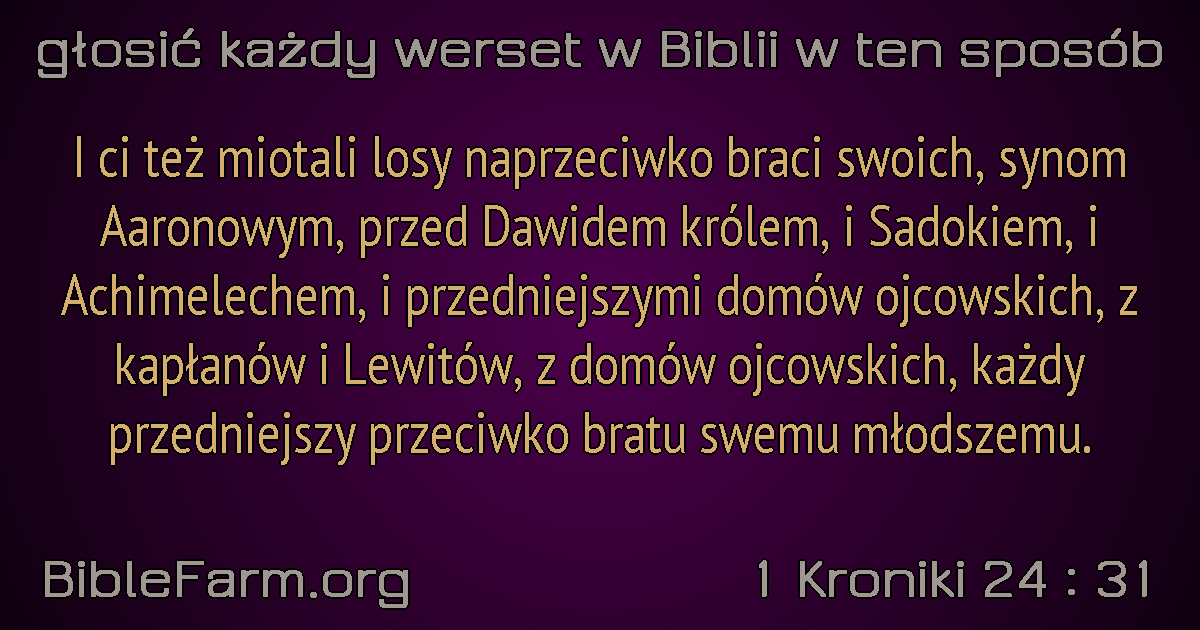 głosić każdy werset w Biblii w ten sposób
I ci też miotali losy naprzeciwko braci swoich, synom
Aaronowym, przed Dawidem królem, i Sadokiem, i
Achimelechem, i przedniejszymi domów ojcowskich, z
kapłanów i Lewitów, z domów ojcowskich, każdy
przedniejszy przeciwko bratu swemu młodszemu.
BibleFarm.org
1 Kroniki 24 : 31